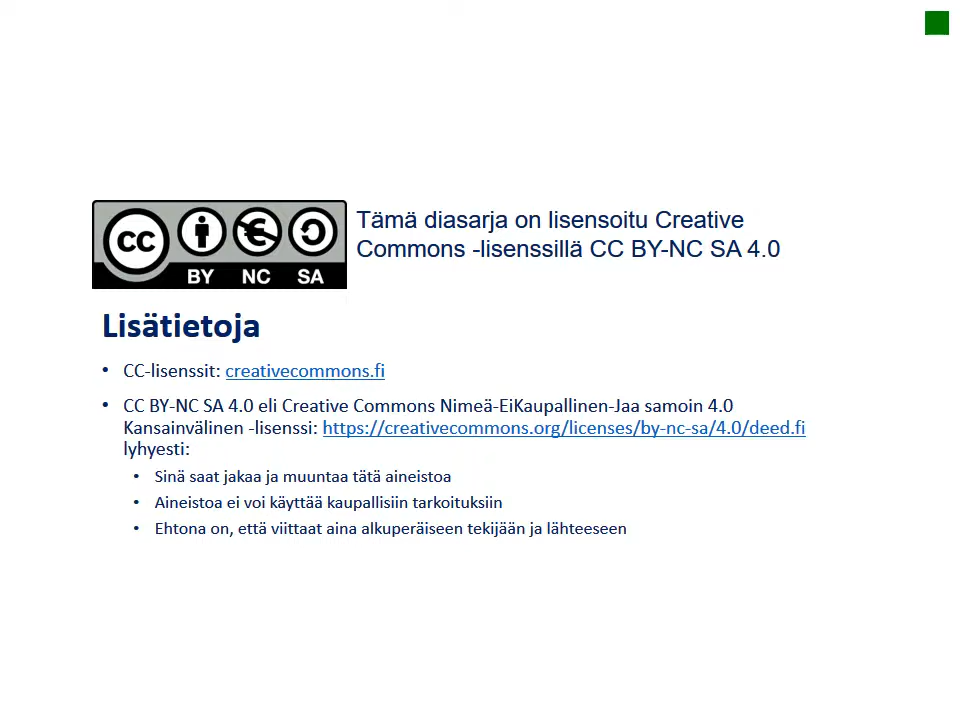 cc
BY NC SA
Tämä diasarja on lisensoitu Creative
Commons -lisenssillä CC BY-NC SA 4.0
Lisätietoja
• CC-lisenssit: creativecommons.fi
• CC BY-NC SA 4.0 eli Creative Commons Nimeä-EiKaupallinen-Jaa samoin 4.0
Kansainvälinen -lisenssi: https://creativecommons.org/licenses/by-nc-sa/4.0/deed.fi
lyhyesti:
• Sinä saat jakaa ja muuntaa tätä aineistoa
• Aineistoa ei voi käyttää kaupallisiin tarkoituksiin
• Ehtona on, että viittaat aina alkuperäiseen tekijään ja lähteeseen